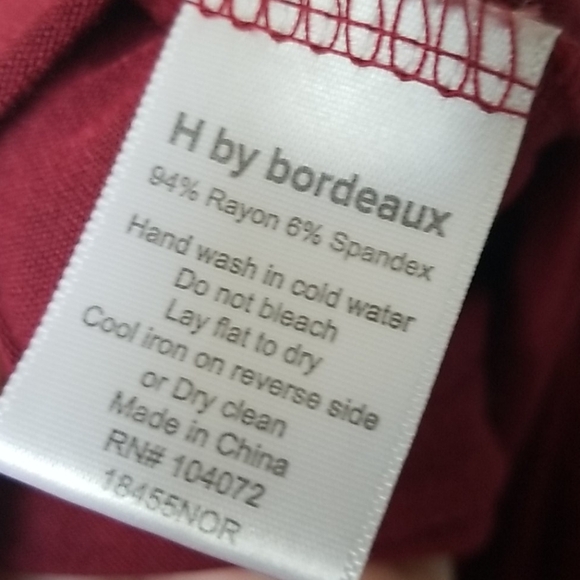 H by bordeaux
94% Rayon 6% Spandex
Hand wash in cold water
Do not bleach
Lay flat to dry
Cool iron on reverse side
or Dry clean
Made in China
RN# 104072
18455NOR